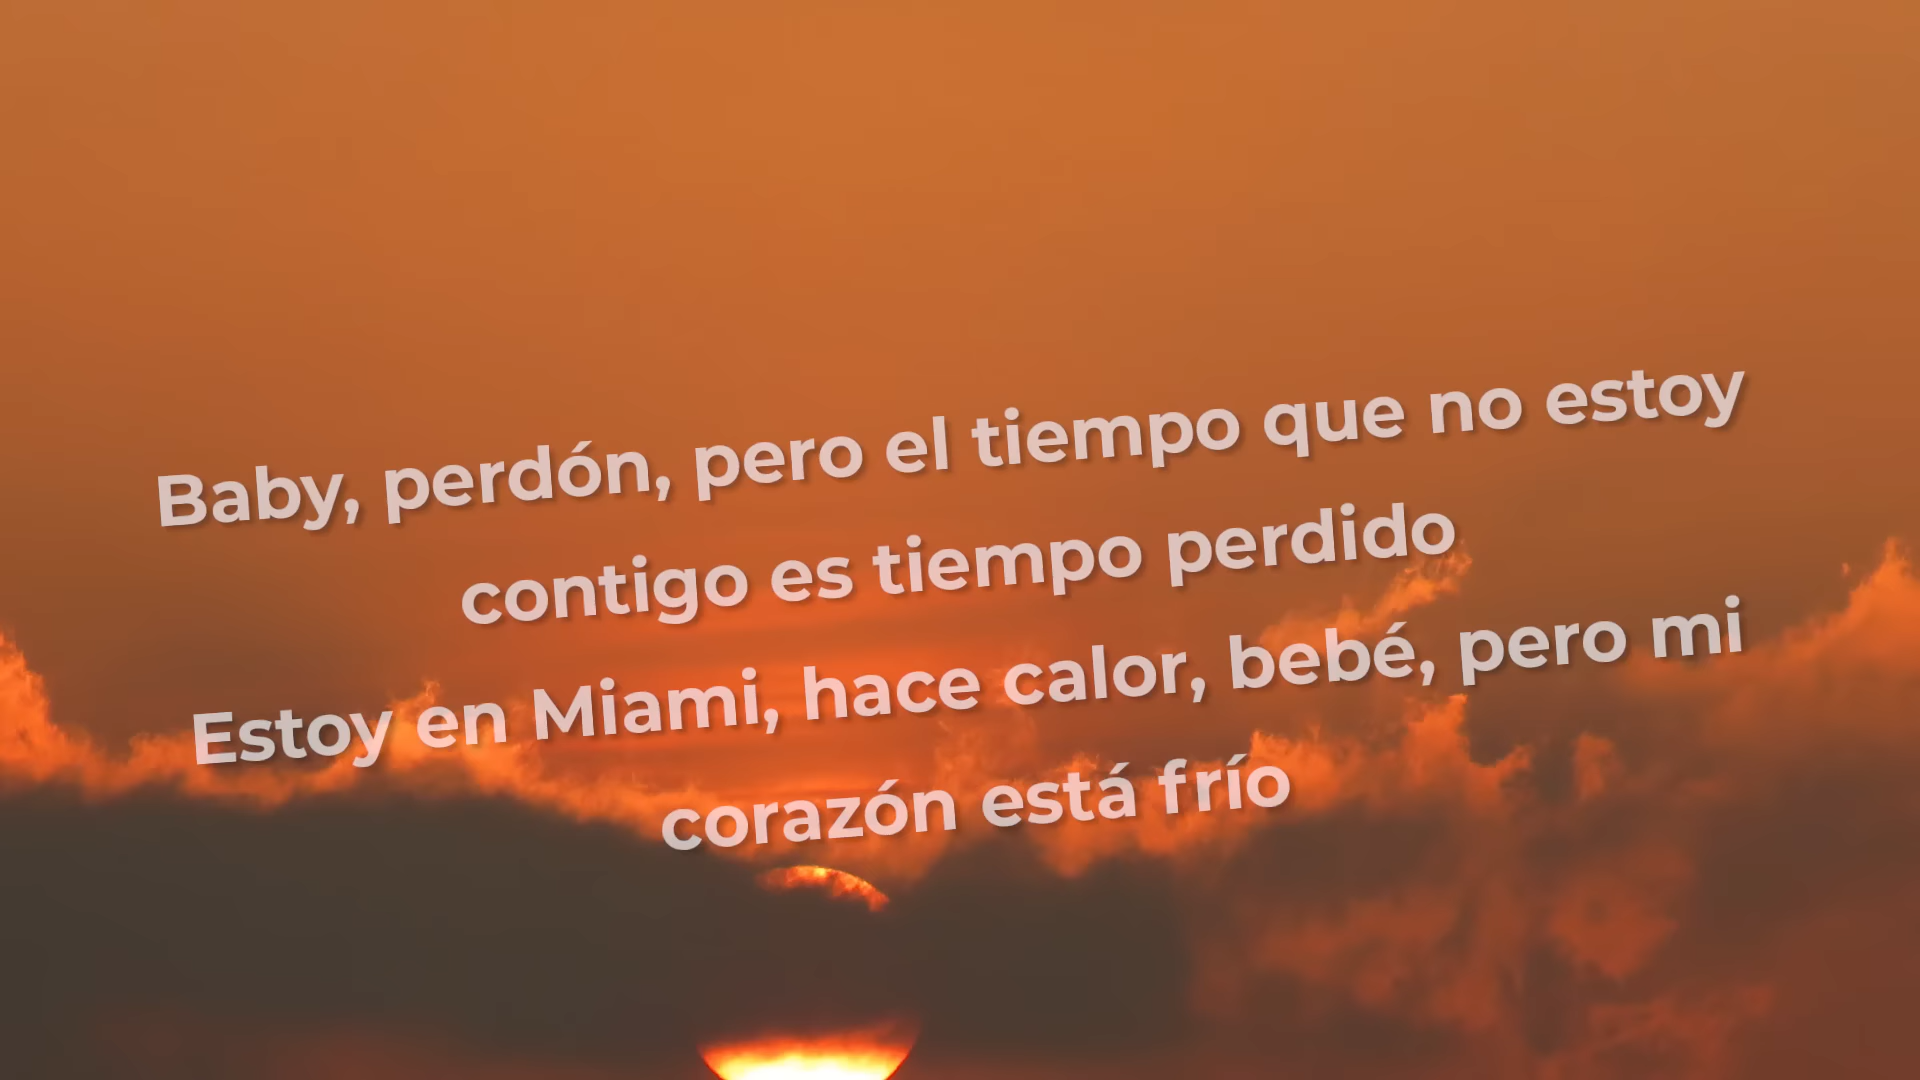 Baby, perdón, pero el tiempo que no estoy
contigo es tiempo perdido
Estoy en Miami, hace calor, bebé, pero mi
corazón está frío